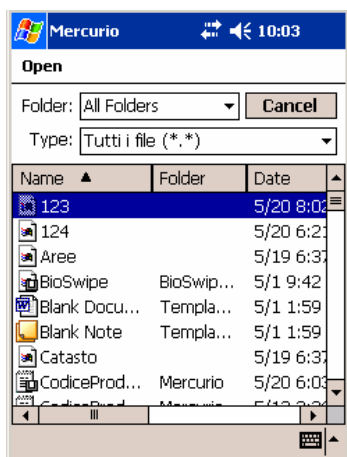 Mercurio 10:03
Open
Folder: All Folders Cancel
Type: Tutti i file (*.*)
Name Folder Date
123 5/20 8:02
124 5/20 6:21
Aree 5/19 6:37
BioSwipe BioSwip... 5/1 9:42
Blank Docu... Templa... 5/1 1:59
Blank Note Templa... 5/1 1:59
Catasto 5/19 6:37
CodiceProd... Mercurio 5/20 6:03